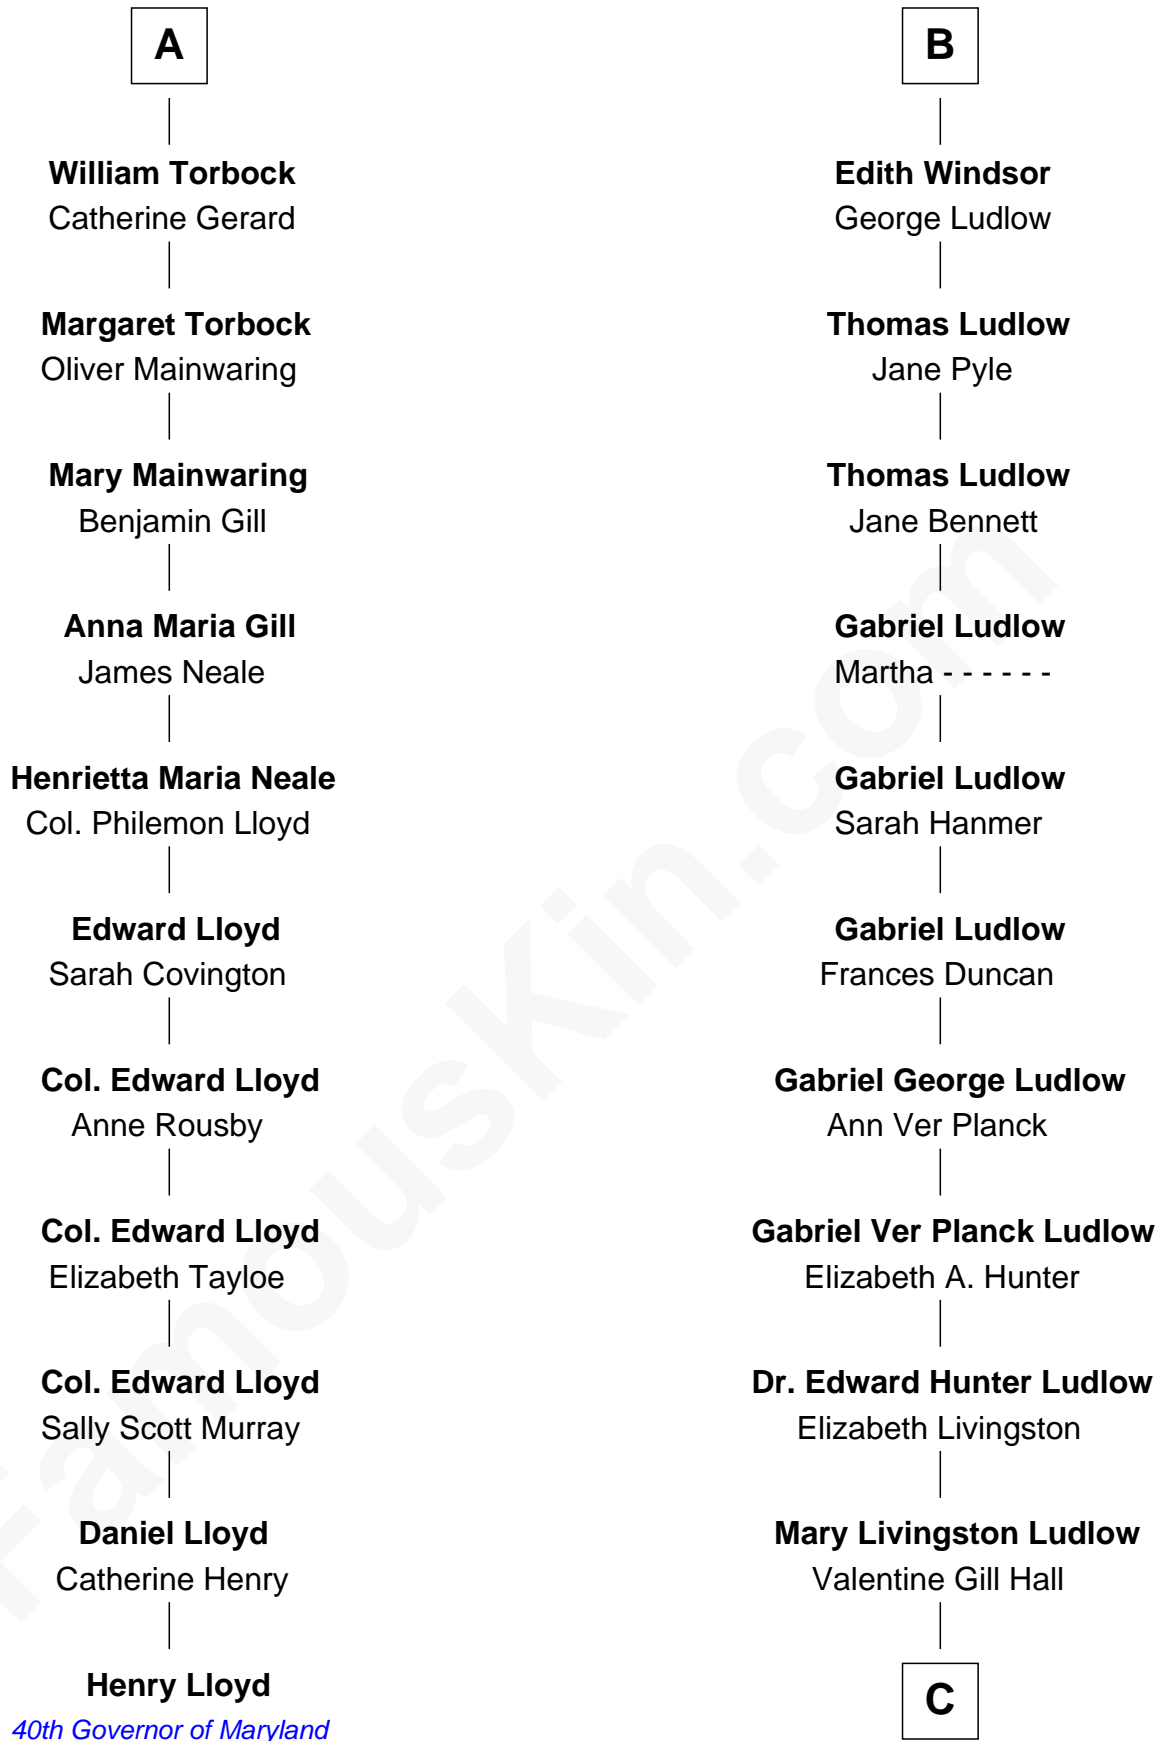 A
William Torbock
Catherine Gerard
Margaret Torbock
Oliver Mainwaring
Mary Mainwaring
Benjamin Gill
Anna Maria Gill
James Neale
Henrietta Maria Neale
Col. Philemon Lloyd
Edward Lloyd
Sarah Covington
Col. Edward Lloyd
Anne Rousby
Col. Edward Lloyd
Elizabeth Tayloe
Col. Edward Lloyd
Sally Scott Murray
Daniel Lloyd
Catherine Henry
Henry Lloyd
40th Governor of Maryland
B
Edith Windsor
George Ludlow
Thomas Ludlow
Jane Pyle
Thomas Ludlow
Jane Bennett
Gabriel Ludlow
Martha - - - - - -
Gabriel Ludlow
Sarah Hanmer
Gabriel Ludlow
Frances Duncan
Gabriel George Ludlow
Ann Ver Planck
Gabriel Ver Planck Ludlow
Elizabeth A. Hunter
Dr. Edward Hunter Ludlow
Elizabeth Livingston
Mary Livingston Ludlow
Valentine Gill Hall
C
FamousKin.com